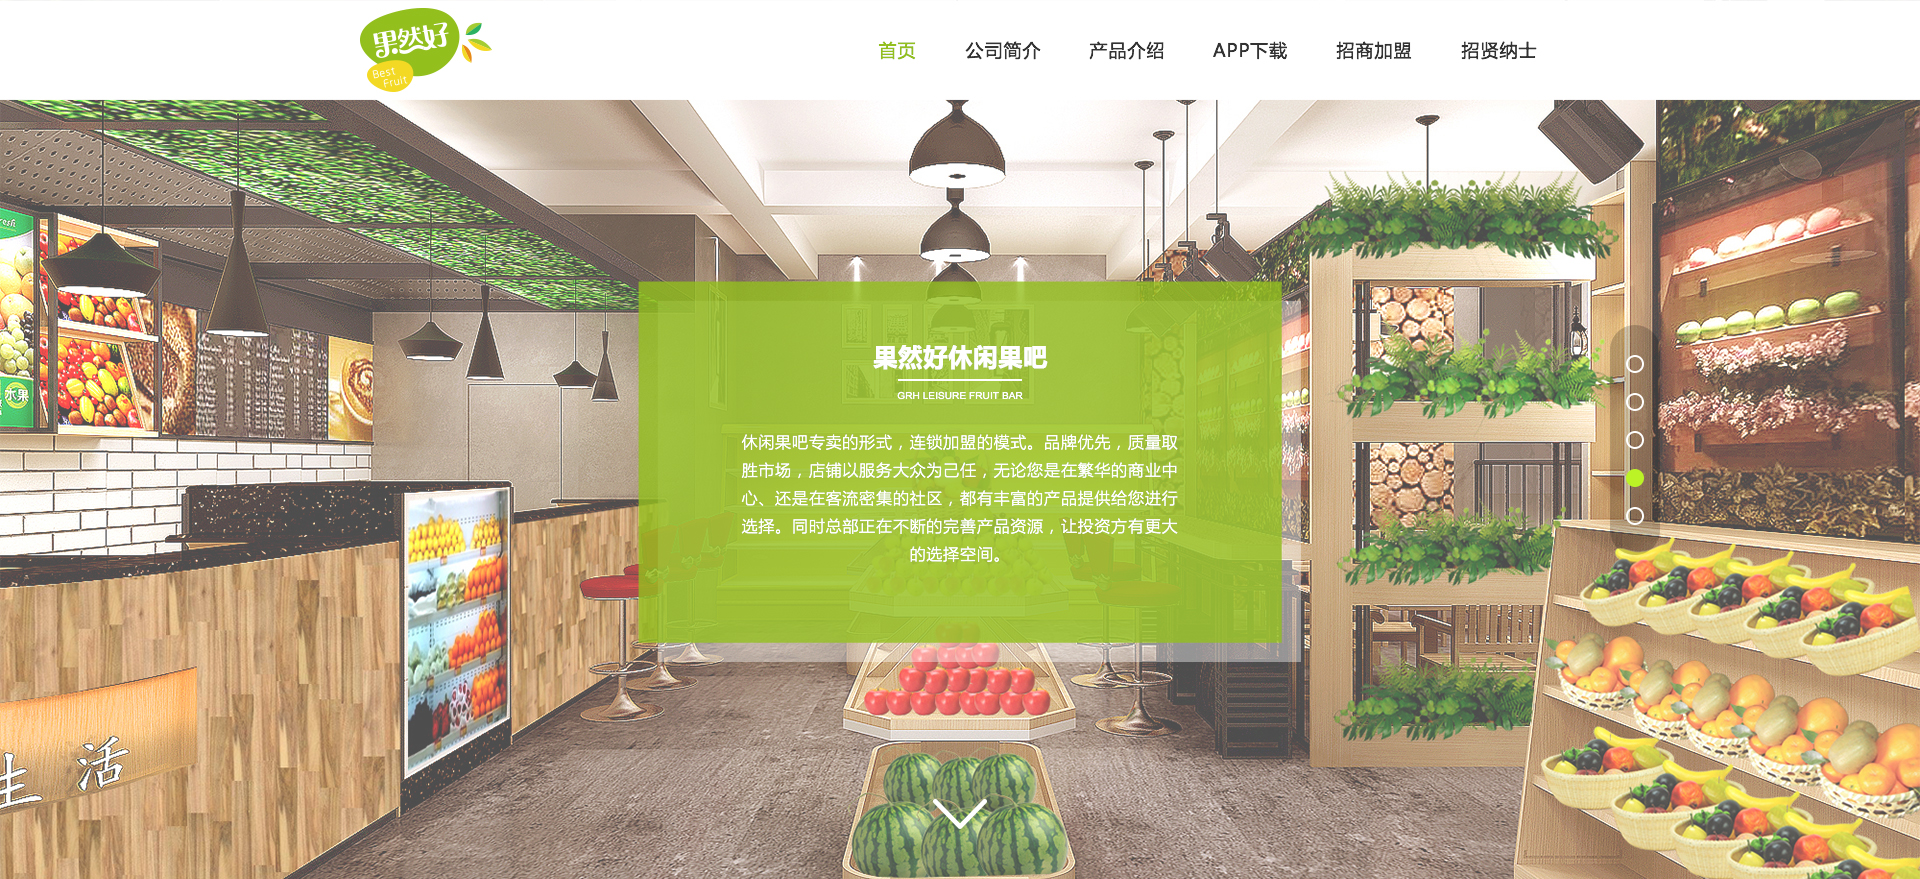 果然好
Best
Fruit
首页
公司简介
产品介绍
APP下载
招商加盟
招贤纳士
水果
果然好休闲果吧
GRH LEISURE FRUIT BAR
休闲果吧专卖的形式，连锁加盟的模式。品牌优先，质量取
胜市场，店铺以服务大众为己任，无论您是在繁华的商业中
心、还是在客流密集的社区，都有丰富的产品提供给您进行
选择。同时总部正在不断的完善产品资源，让投资方有更大
的选择空间。
生活